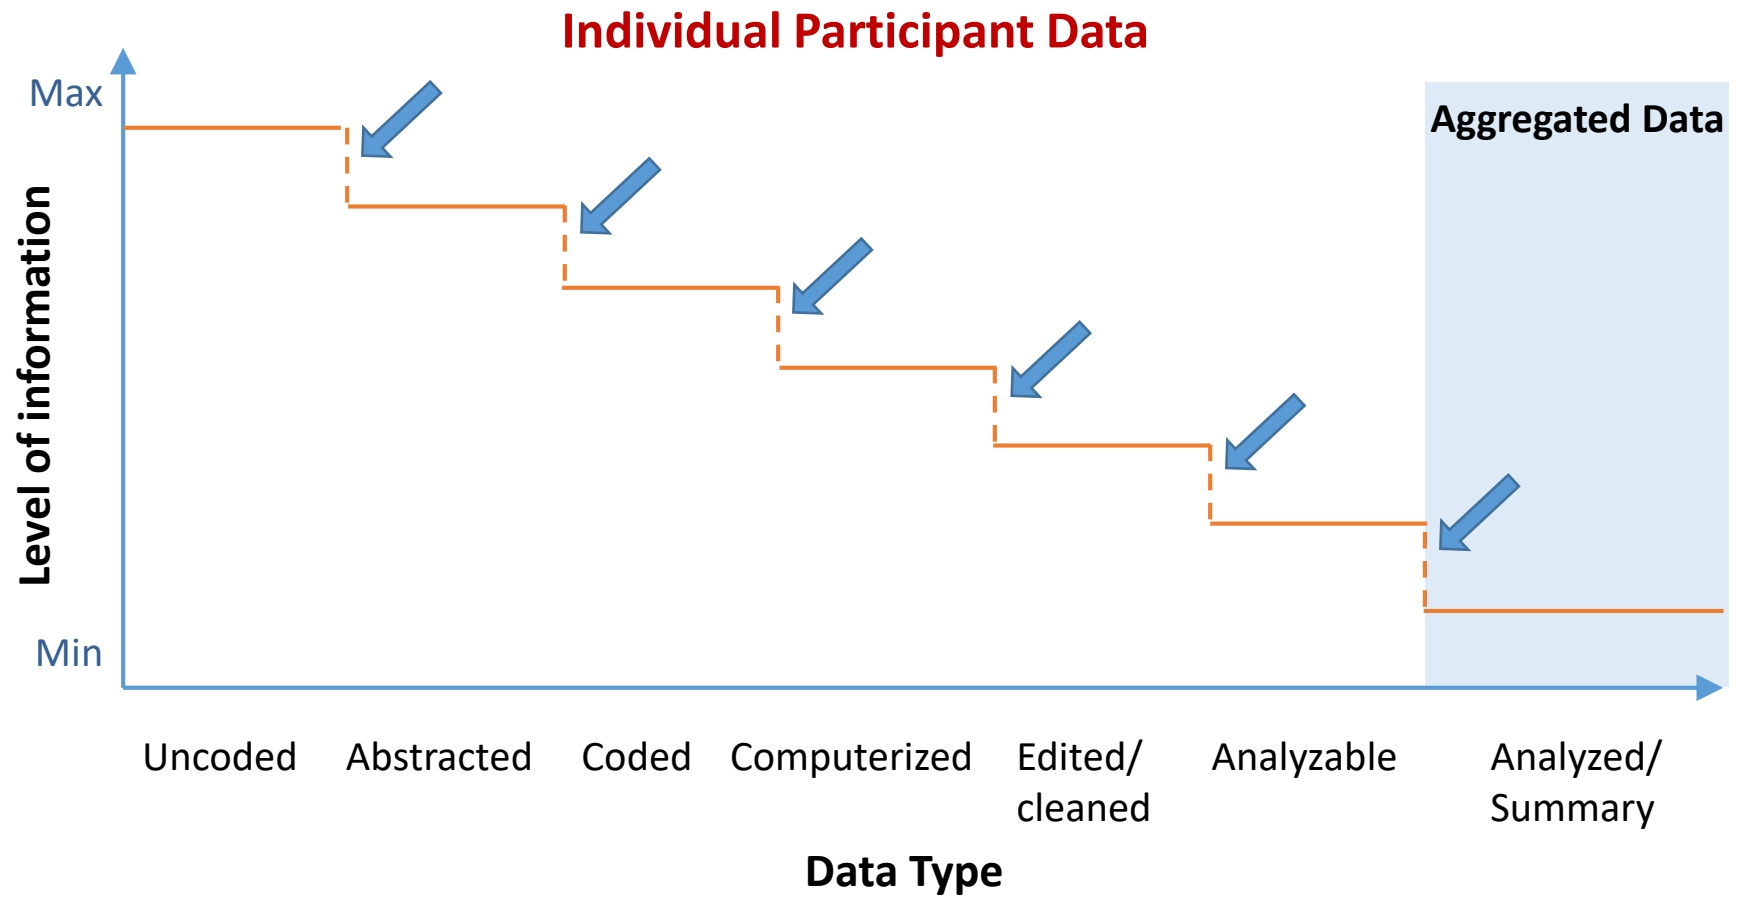 Individual Participant Data
Max
Aggregated Data
Level of information
Min
Uncoded
Abstracted
Coded
Computerized
Edited/
cleaned
Analyzable
Analyzed/
Summary
Data Type